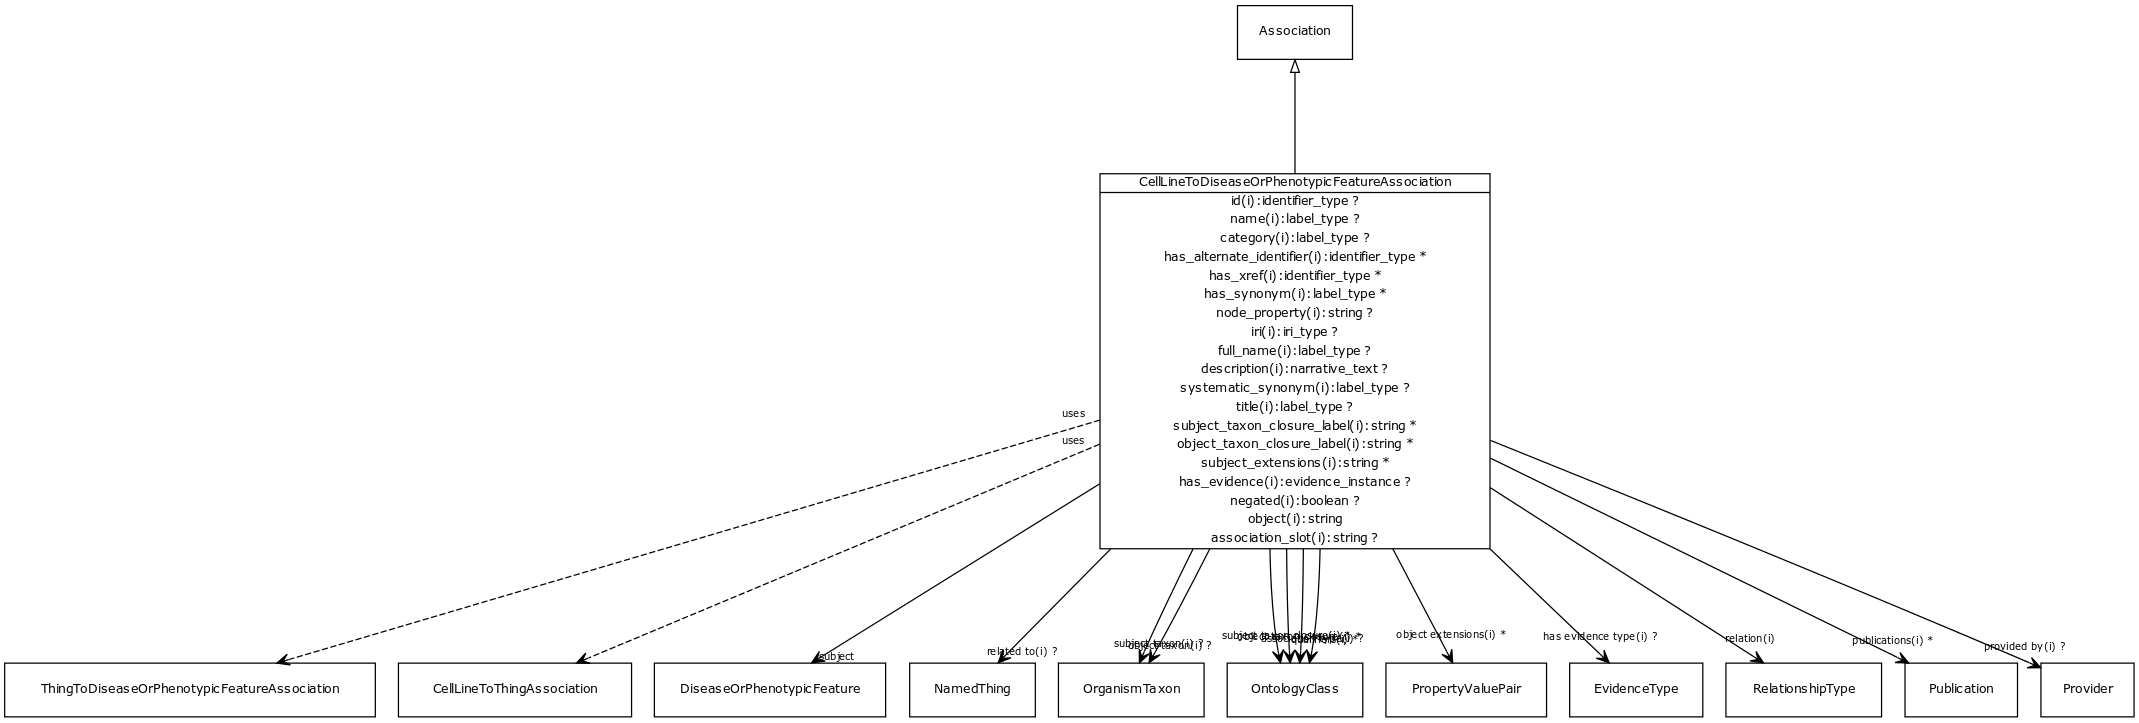 Association
CellLineToDiseaseOrPhenotypicFeatureAssociation
id(i):identifier_type ?
name(i):label_type ?
category(i):label_type ?
has_alternate_identifier(i):identifier_type *
has_xref(i):identifier_type *
has_synonym(i):label_type *
node_property(i):string ?
iri(i):iri_type ?
full_name(i):label_type ?
description(i):narrative_text ?
systematic_synonym(i):label_type ?
title(i):label_type ?
subject_taxon_closure_label(i):string *
object_taxon_closure_label(i):string *
subject_extensions(i):string *
has_evidence(i):evidence_instance ?
negated(i):boolean ?
object(i):string
association_slot(i):string ?
uses
uses
subject
related to(i) ?
subject taxon(i) ?
object taxon(i) ?
object extensions(i) *
has evidence type(i) ?
relation(i)
publications(i) *
provided by(i) ?
ThingToDiseaseOrPhenotypicFeatureAssociation
CellLineToThingAssociation
DiseaseOrPhenotypicFeature
NamedThing
OrganismTaxon
OntologyClass
PropertyValuePair
EvidenceType
RelationshipType
Publication
Provider